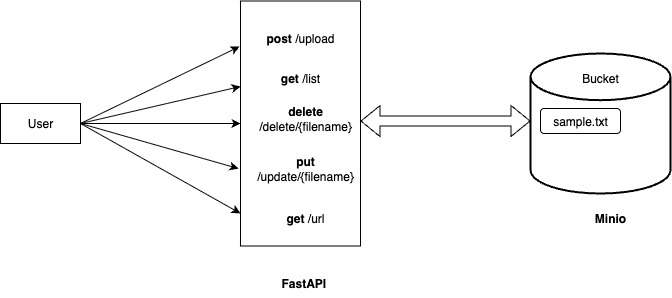 User
post /upload
get /list
delete
/delete/{filename}
put
/update/{filename}
get /url
FastAPI
Bucket
sample.txt
Minio